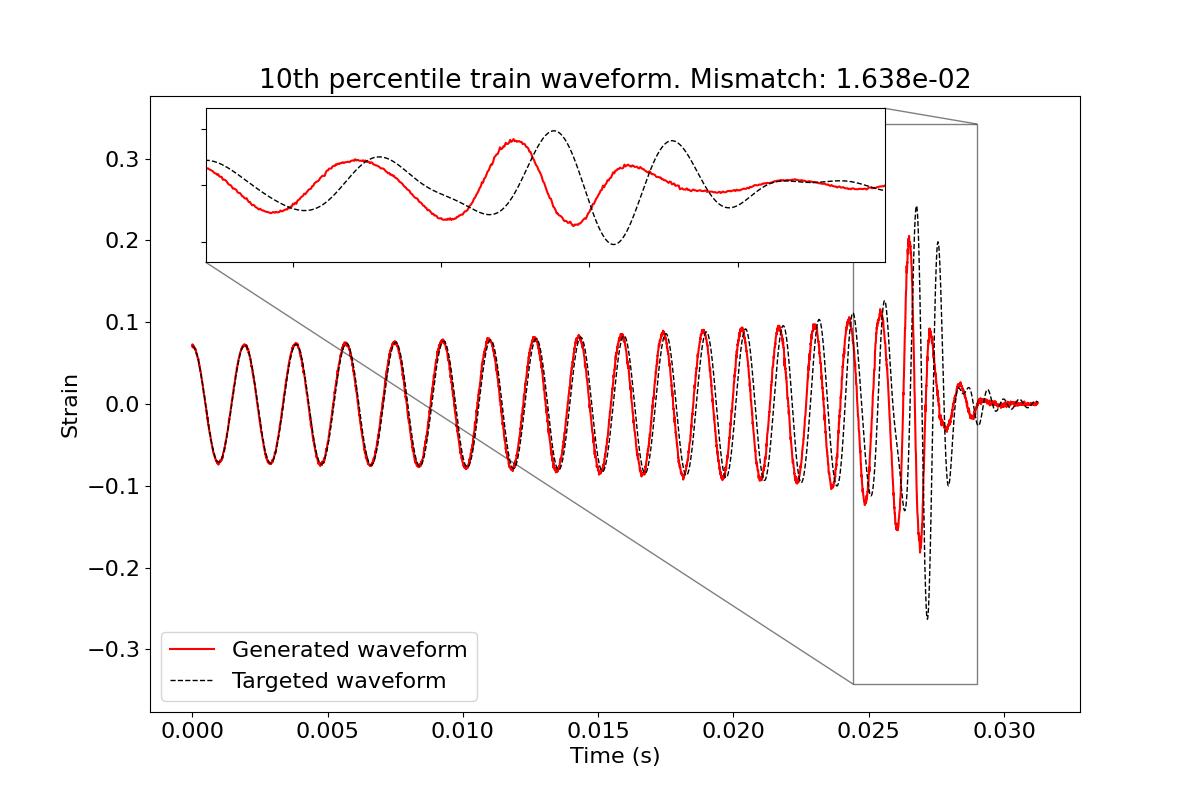 10th percentile train waveform. Mismatch: 1.638e-02
Strain
0.3
0.2
0.1
0.0
−0.1
−0.2
−0.3
Generated waveform
Targeted waveform
0.000 0.005 0.010 0.015 0.020 0.025 0.030
Time (s)